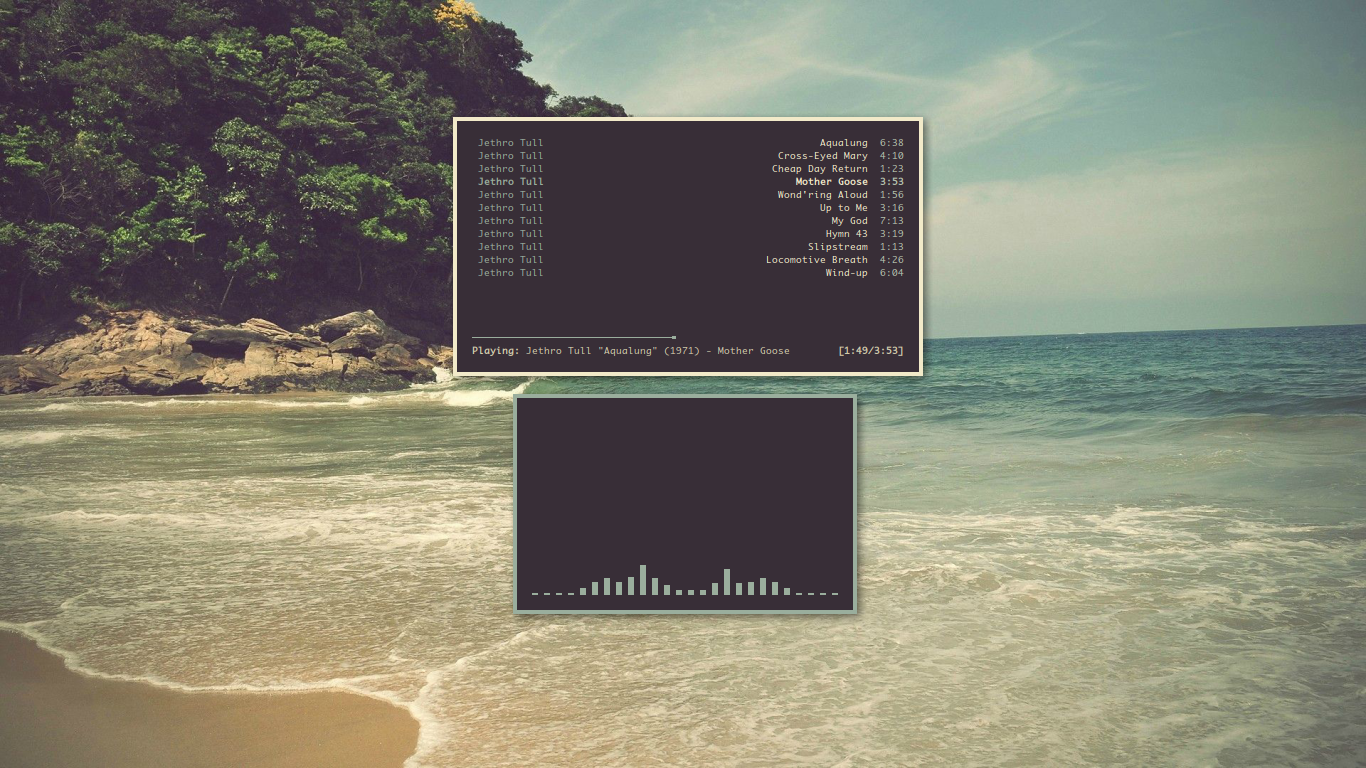 Jethro Tull Aqualung 6:38
Jethro Tull Cross-Eyed Mary 4:10
Jethro Tull Cheap Day Return 1:23
Jethro Tull Mother Goose 3:53
Jethro Tull Wond'ring Aloud 1:56
Jethro Tull Up to Me 3:16
Jethro Tull My God 7:13
Jethro Tull Hymn 43 3:19
Jethro Tull Slipstream 1:13
Jethro Tull Locomotive Breath 4:26
Jethro Tull Wind-up 6:04
Playing: Jethro Tull "Aqualung" (1971) - Mother Goose [1:49/3:53]